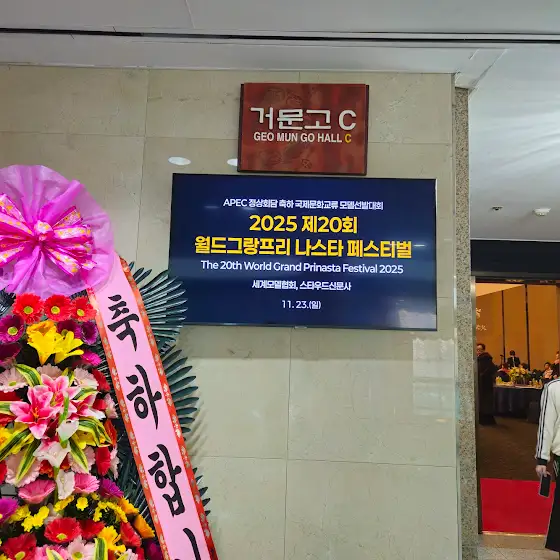 거문고 C
GEO MUN GO HALL C
APEC 정상회담 축하 국제문화교류 모델선발대회
2025 제20회
월드그랑프리 나스타 페스티벌
The 20th World Grand Prinasta Festival 2025
세계모델협회, 스타우드신문사
11. 23.(일)
축하합